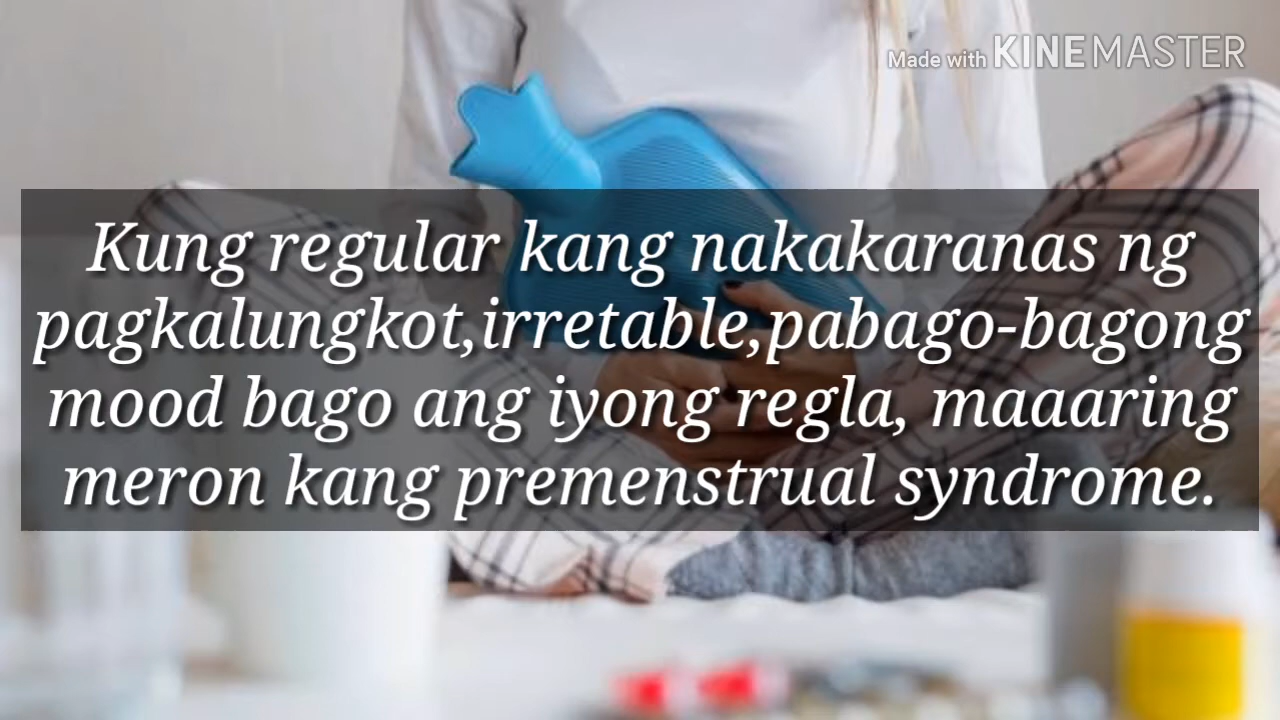 Made with KINEMASTER
Kung regular kang nakakaranas ng
pagkalungkot,irretable,pabago-bagong
mood bago ang iyong regla, maaaring
meron kang premenstrual syndrome.